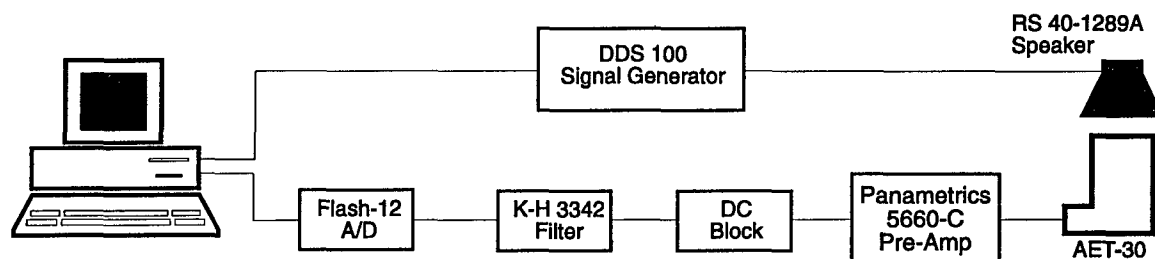 RS 40-1289A
Speaker
DDS 100
Signal Generator
Flash-12
A/D
K-H 3342
Filter
DC
Block
Panametrics
5660-C
Pre-Amp
AET-30